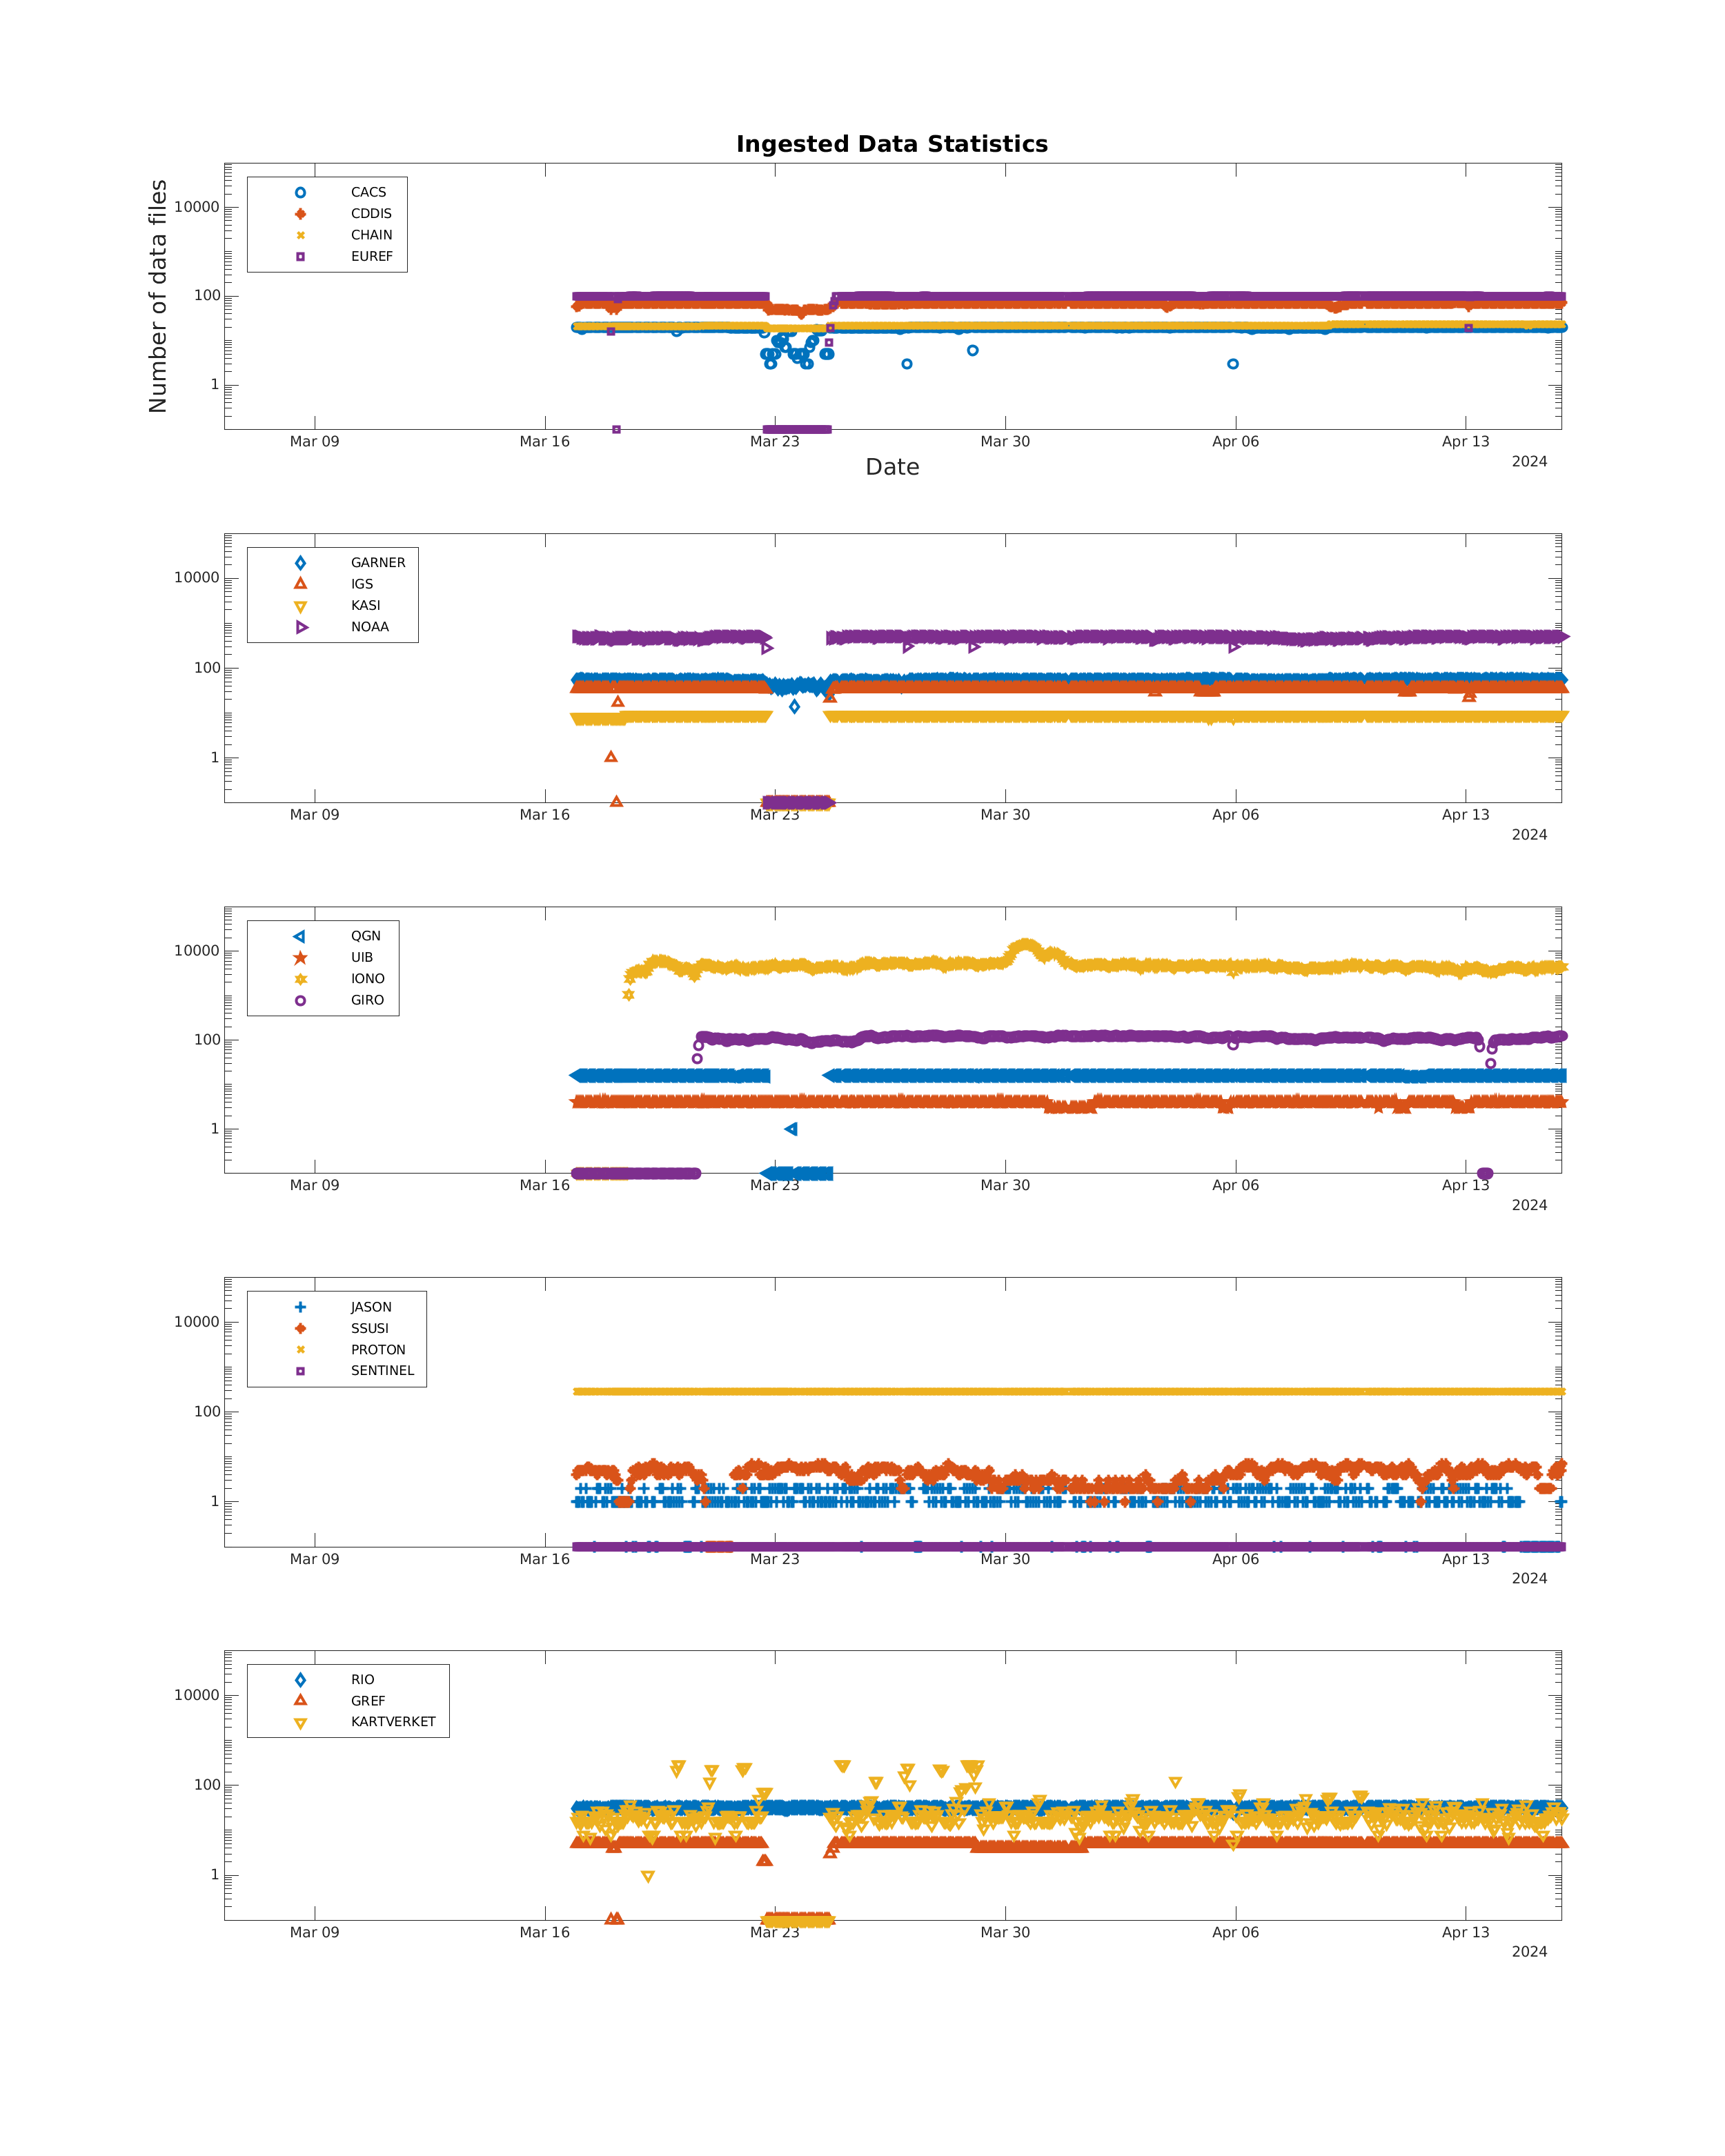 Ingested Data Statistics
Number of data files
10000
100
1
CACS
CDDIS
CHAIN
EUREF
Mar 09 Mar 16 Mar 23 Mar 30 Apr 06 Apr 13
2024
Date
10000
100
1
GARNER
IGS
KASI
NOAA
Mar 09 Mar 16 Mar 23 Mar 30 Apr 06 Apr 13
2024
10000
100
1
QGN
UIB
IONO
GIRO
Mar 09 Mar 16 Mar 23 Mar 30 Apr 06 Apr 13
2024
10000
100
1
JASON
SSUSI
PROTON
SENTINEL
Mar 09 Mar 16 Mar 23 Mar 30 Apr 06 Apr 13
2024
10000
100
1
RIO
GREF
KARTVERKET
Mar 09 Mar 16 Mar 23 Mar 30 Apr 06 Apr 13
2024